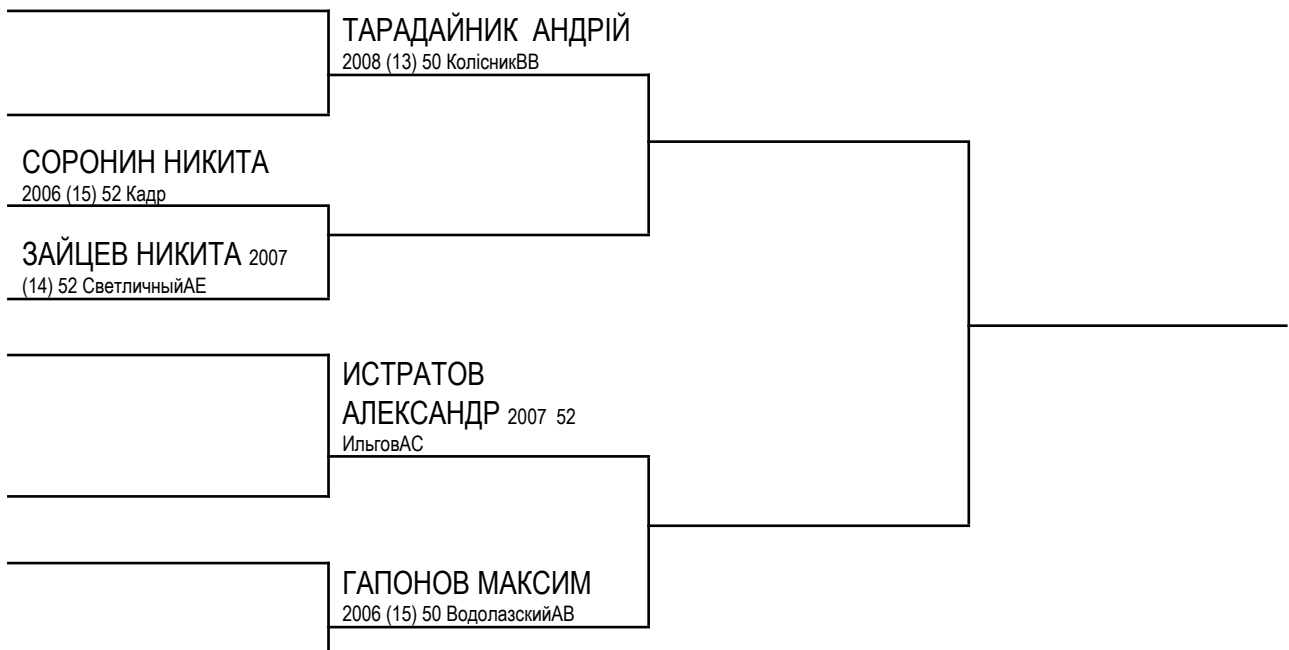 ТАРАДАЙНИК АНДРІЙ
2008 (13) 50 КолісникВВ
СОРОНИН НИКИТА
2006 (15) 52 Кадр
ЗАЙЦЕВ НИКИТА 2007
(14) 52 СветличныйАЕ
ИСТРАТОВ
АЛЕКСАНДР 2007 52
ИльговАС
ГАПОНОВ МАКСИМ
2006 (15) 50 ВодолазскийАВ